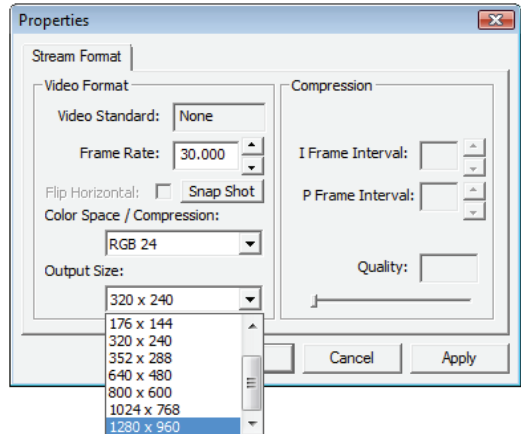 Properties
Stream Format
Video Format
Video Standard: None
Frame Rate: 30.000
Flip Horizontal: Snap Shot
Color Space / Compression:
RGB 24
Output Size:
320 x 240
176 x 144
320 x 240
352 x 288
640 x 480
800 x 600
1024 x 768
1280 x 960
Compression
I Frame Interval:
P Frame Interval:
Quality:
Cancel Apply